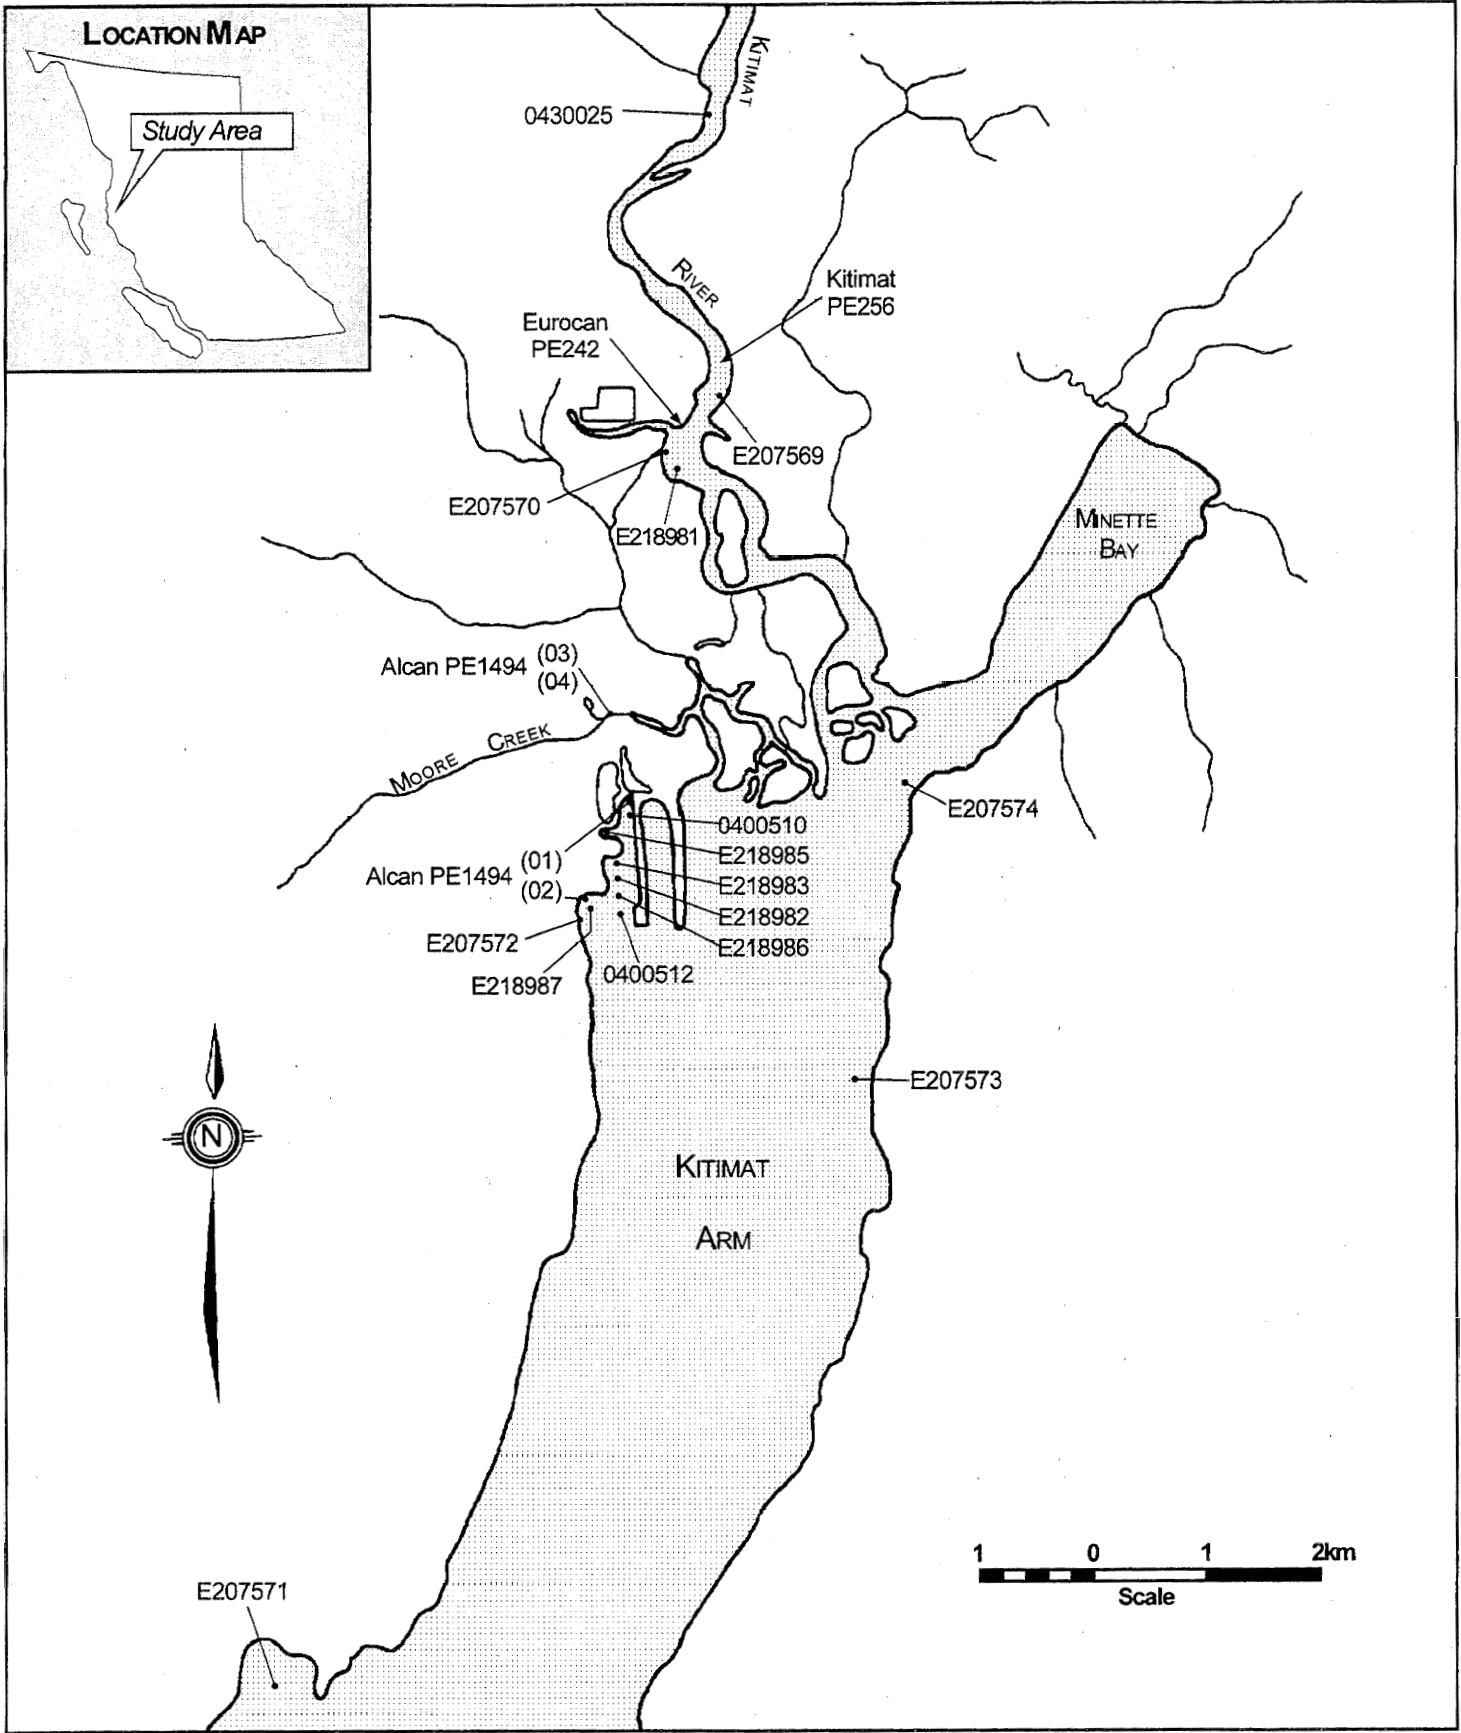 LOCATION MAP
Study Area
KITIMAT
RIVER
0430025
Kitimat
PE256
Eurocan
PE242
E207569
E207570
E218981
MINETTE
BAY
Alcan PE1494 (03)
(04)
MOORE CREEK
E207574
0400510
E218985
Alcan PE1494 (01)
(02)
E218983
E218982
E218986
E207572
0400512
E218987
E207573
N
KITIMAT
ARM
1 0 1 2km
Scale
E207571